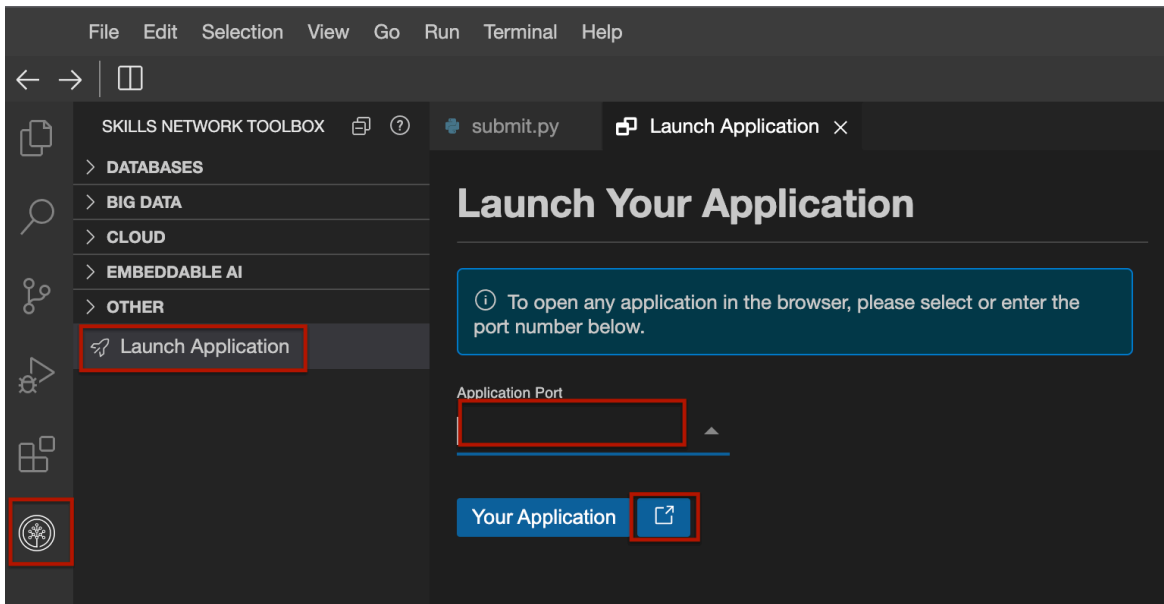 File Edit Selection View Go Run Terminal Help
SKILLS NETWORK TOOLBOX
submit.py
Launch Application
DATABASES
BIG DATA
CLOUD
EMBEDDABLE AI
OTHER
Launch Application
Launch Your Application
To open any application in the browser, please select or enter the
port number below.
Application Port
Your Application